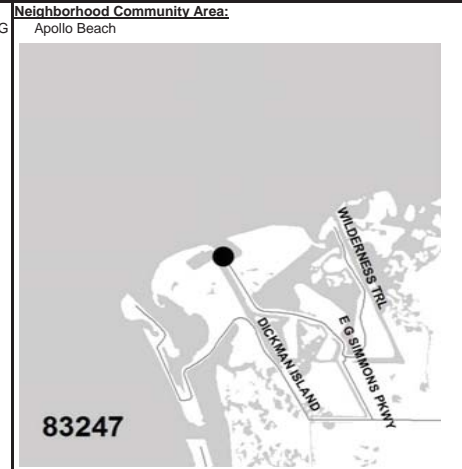 Neighborhood Community Area:
G
Apollo Beach
WILDERNESS TRL
E G SIMMONS PKWY
DICKMAN ISLAND
83247